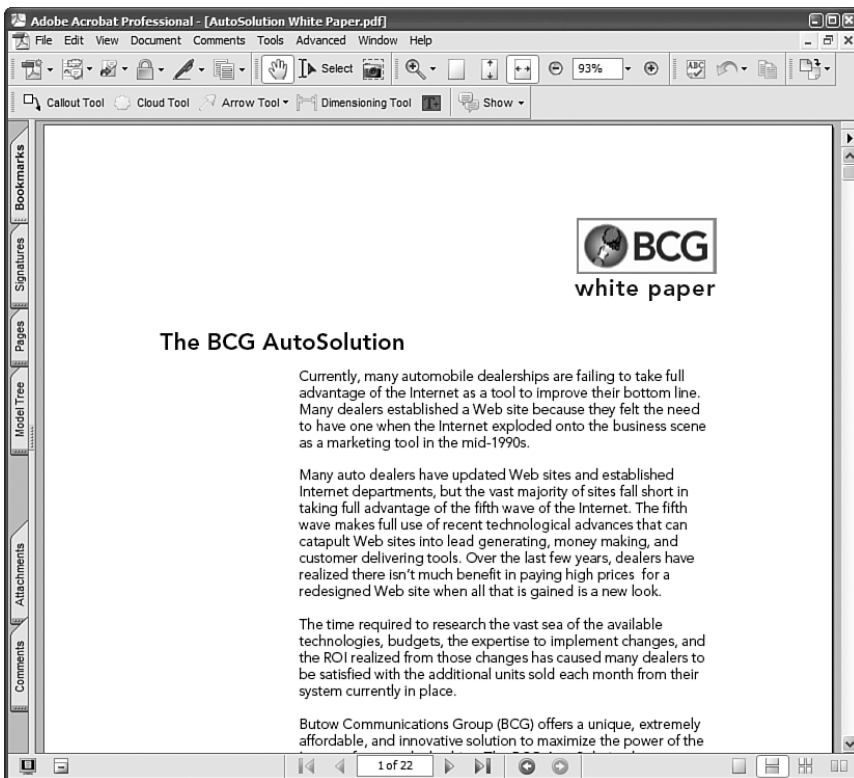 Adobe Acrobat Professional - [AutoSolution White Paper.pdf]
File Edit View Document Comments Tools Advanced Window Help
Select 93%
Callout Tool Cloud Tool Arrow Tool Dimensioning Tool T Show
Bookmarks
Signatures
Pages
Model Tree
Attachments
Comments
BCG
white paper
The BCG AutoSolution
Currently, many automobile dealerships are failing to take full
advantage of the Internet as a tool to improve their bottom line.
Many dealers established a Web site because they felt the need
to have one when the Internet exploded onto the business scene
as a marketing tool in the mid-1990s.
Many auto dealers have updated Web sites and established
Internet departments, but the vast majority of sites fall short in
taking full advantage of the fifth wave of the Internet. The fifth
wave makes full use of recent technological advances that can
catapult Web sites into lead generating, money making, and
customer delivering tools. Over the last few years, dealers have
realized there isn't much benefit in paying high prices for a
redesigned Web site when all that is gained is a new look.
The time required to research the vast sea of the available
technologies, budgets, the expertise to implement changes, and
the ROI realized from those changes has caused many dealers to
be satisfied with the additional units sold each month from their
system currently in place.
Butow Communications Group (BCG) offers a unique, extremely
affordable, and innovative solution to maximize the power of the
1 of 22